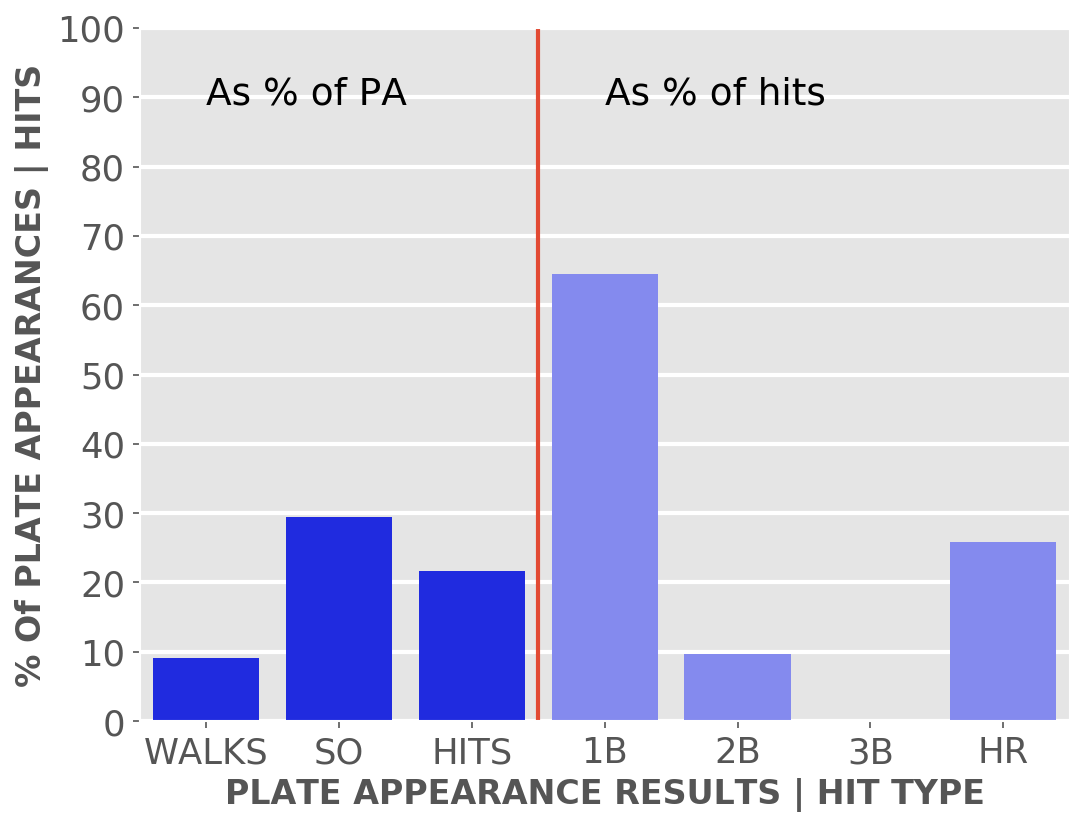 % Of PLATE APPEARANCES | HITS
100
90
80
70
60
50
40
30
20
10
0
As % of PA
As % of hits
WALKS SO HITS 1B 2B 3B HR
PLATE APPEARANCE RESULTS | HIT TYPE